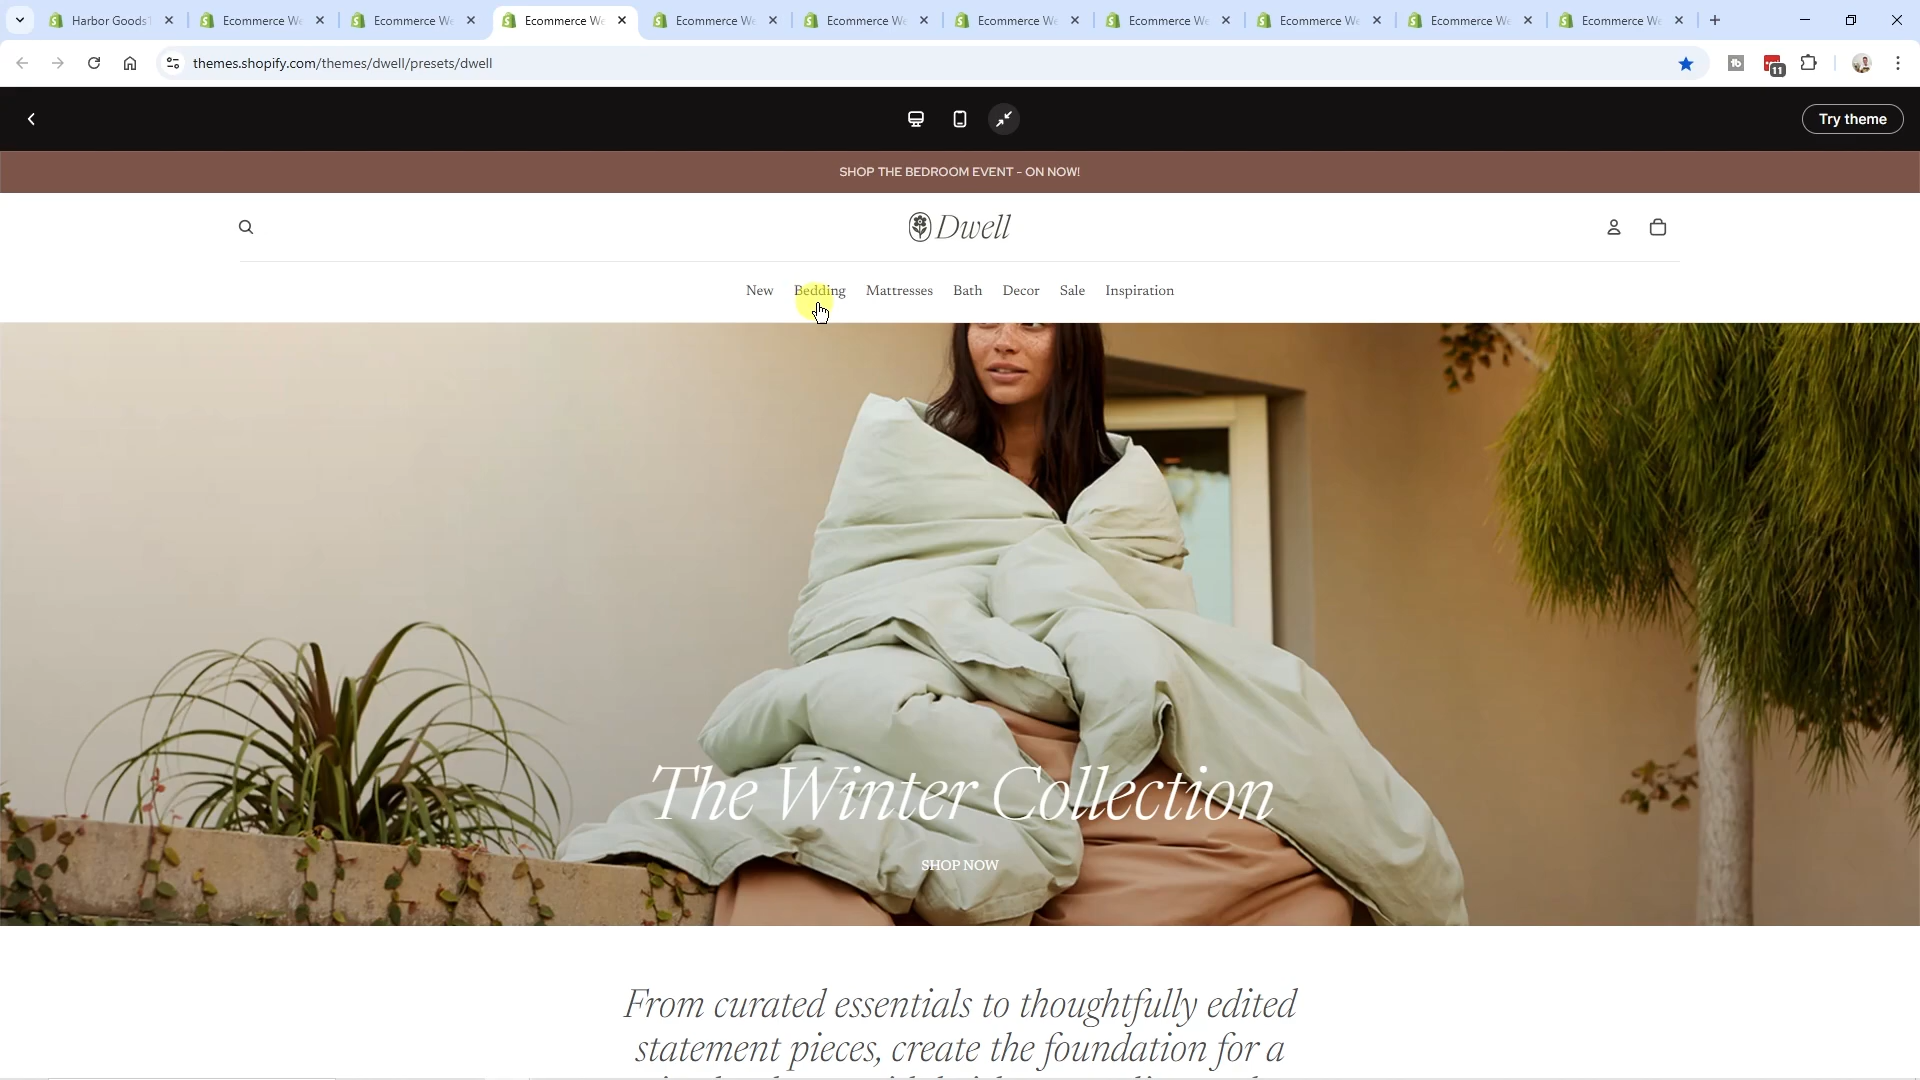 Harbor Goods
Ecommerce We
Ecommerce We
Ecommerce We
Ecommerce We
Ecommerce We
Ecommerce We
Ecommerce We
Ecommerce We
Ecommerce We
Ecommerce We
themes.shopify.com/themes/dwell/presets/dwell
11
Try theme
SHOP THE BEDROOM EVENT - ON NOW!
Dwell
New Bedding Mattresses Bath Decor Sale Inspiration
The Winter Collection
SHOP NOW
From curated essentials to thoughtfully edited
statement pieces, create the foundation for a